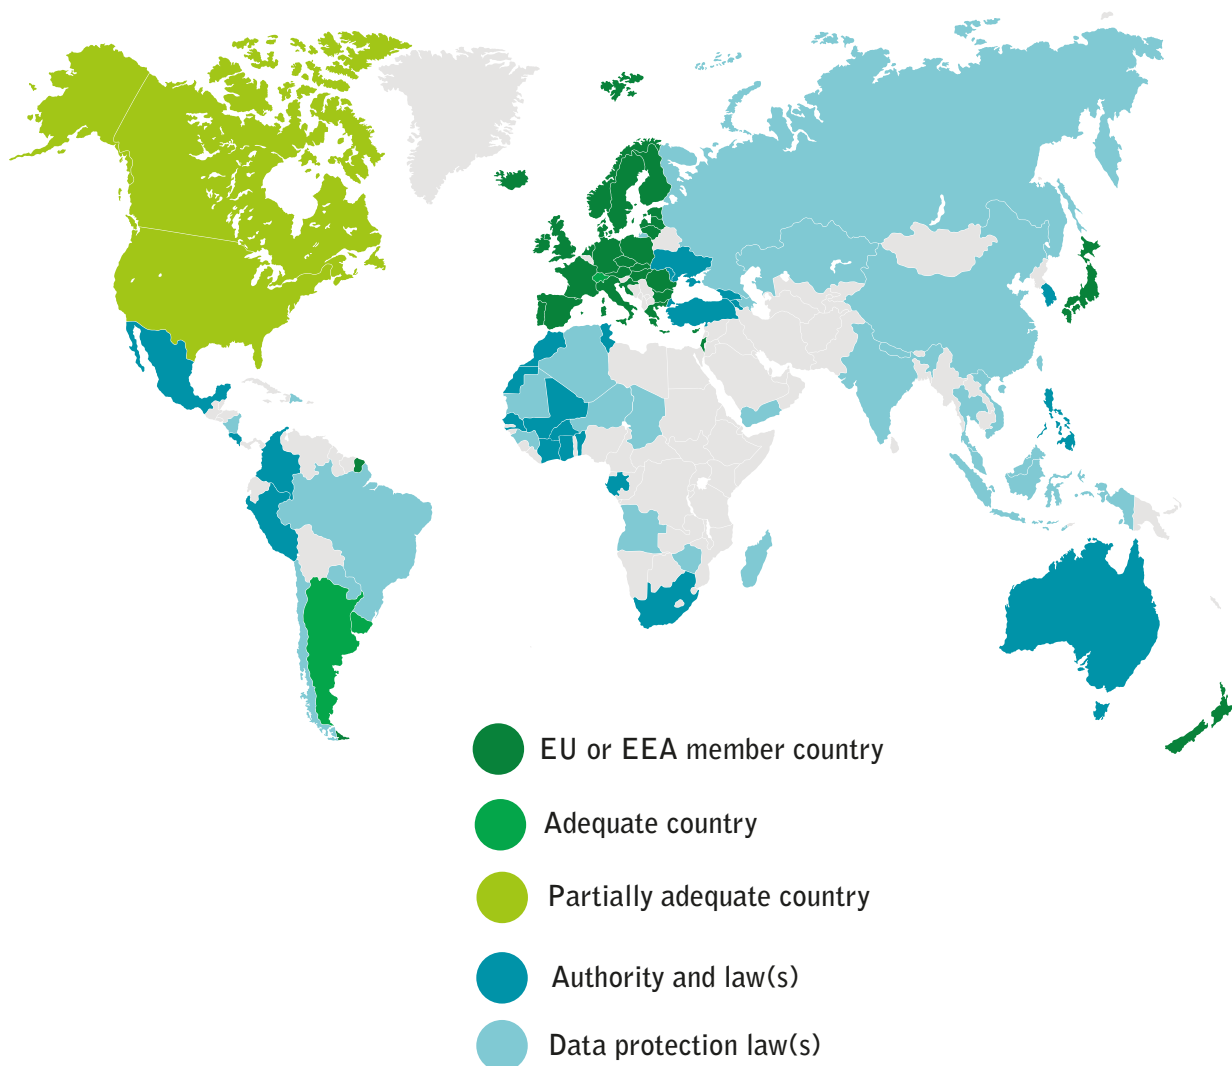 EU or EEA member country
Adequate country
Partially adequate country
Authority and law(s)
Data protection law(s)